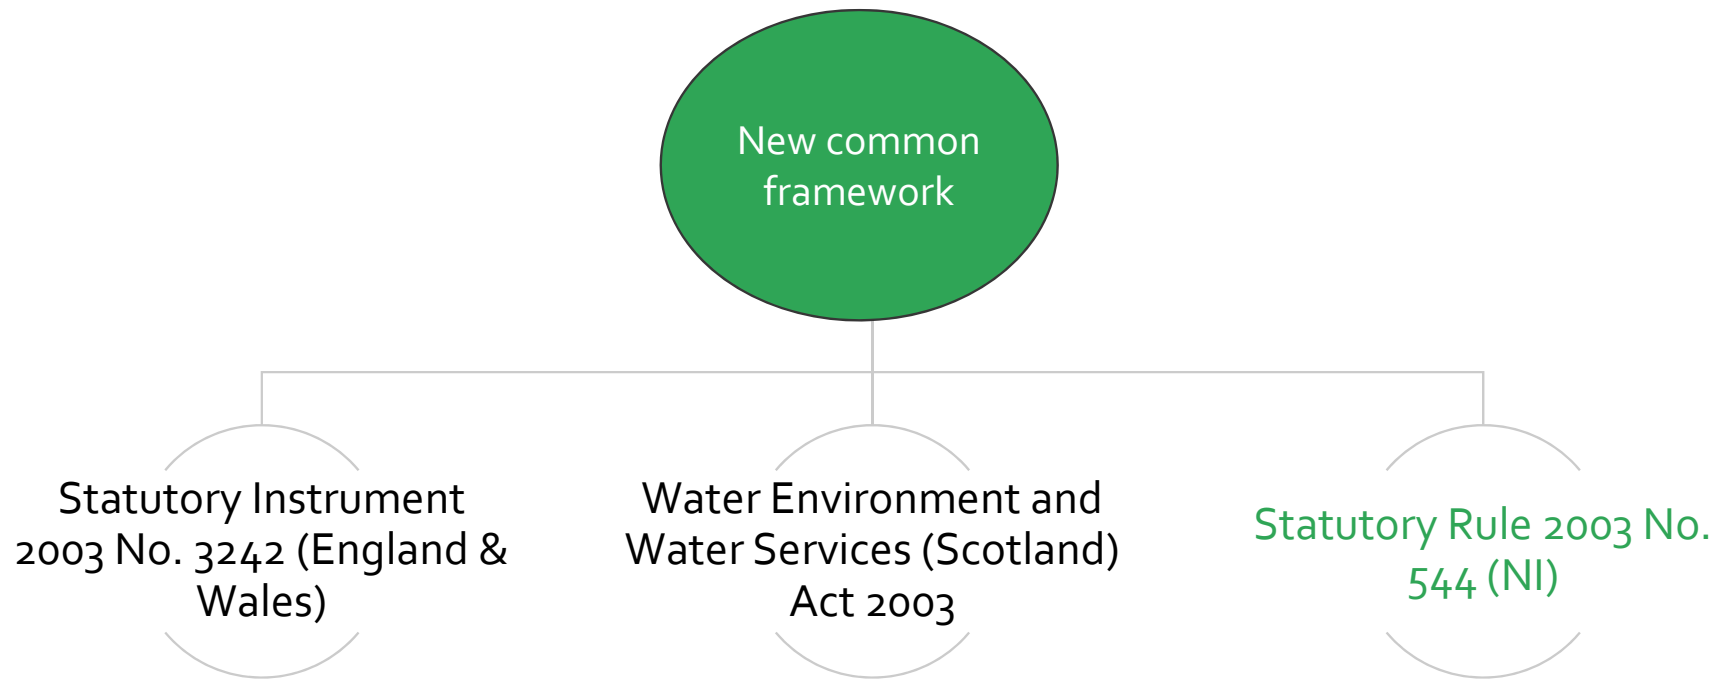 New common
framework
Statutory Instrument
2003 No. 3242 (England &
Wales)
Water Environment and
Water Services (Scotland)
Act 2003
Statutory Rule 2003 No.
544 (NI)